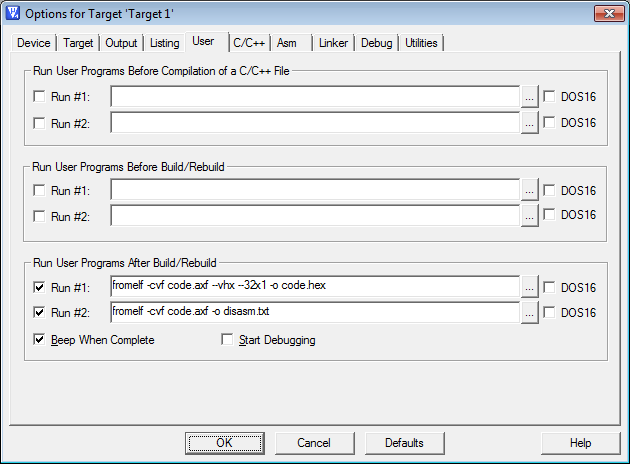 Options for Target 'Target 1'
Device Target Output Listing User C/C++ Asm Linker Debug Utilities
Run User Programs Before Compilation of a C/C++ File
Run #1: ... DOS16
Run #2: ... DOS16
Run User Programs Before Build/Rebuild
Run #1: ... DOS16
Run #2: ... DOS16
Run User Programs After Build/Rebuild
Run #1: fromelf -cvf code.axf --vhx --32x1 -o code.hex ... DOS16
Run #2: fromelf -cvf code.axf -o disasm.txt ... DOS16
Beep When Complete Start Debugging
OK Cancel Defaults Help